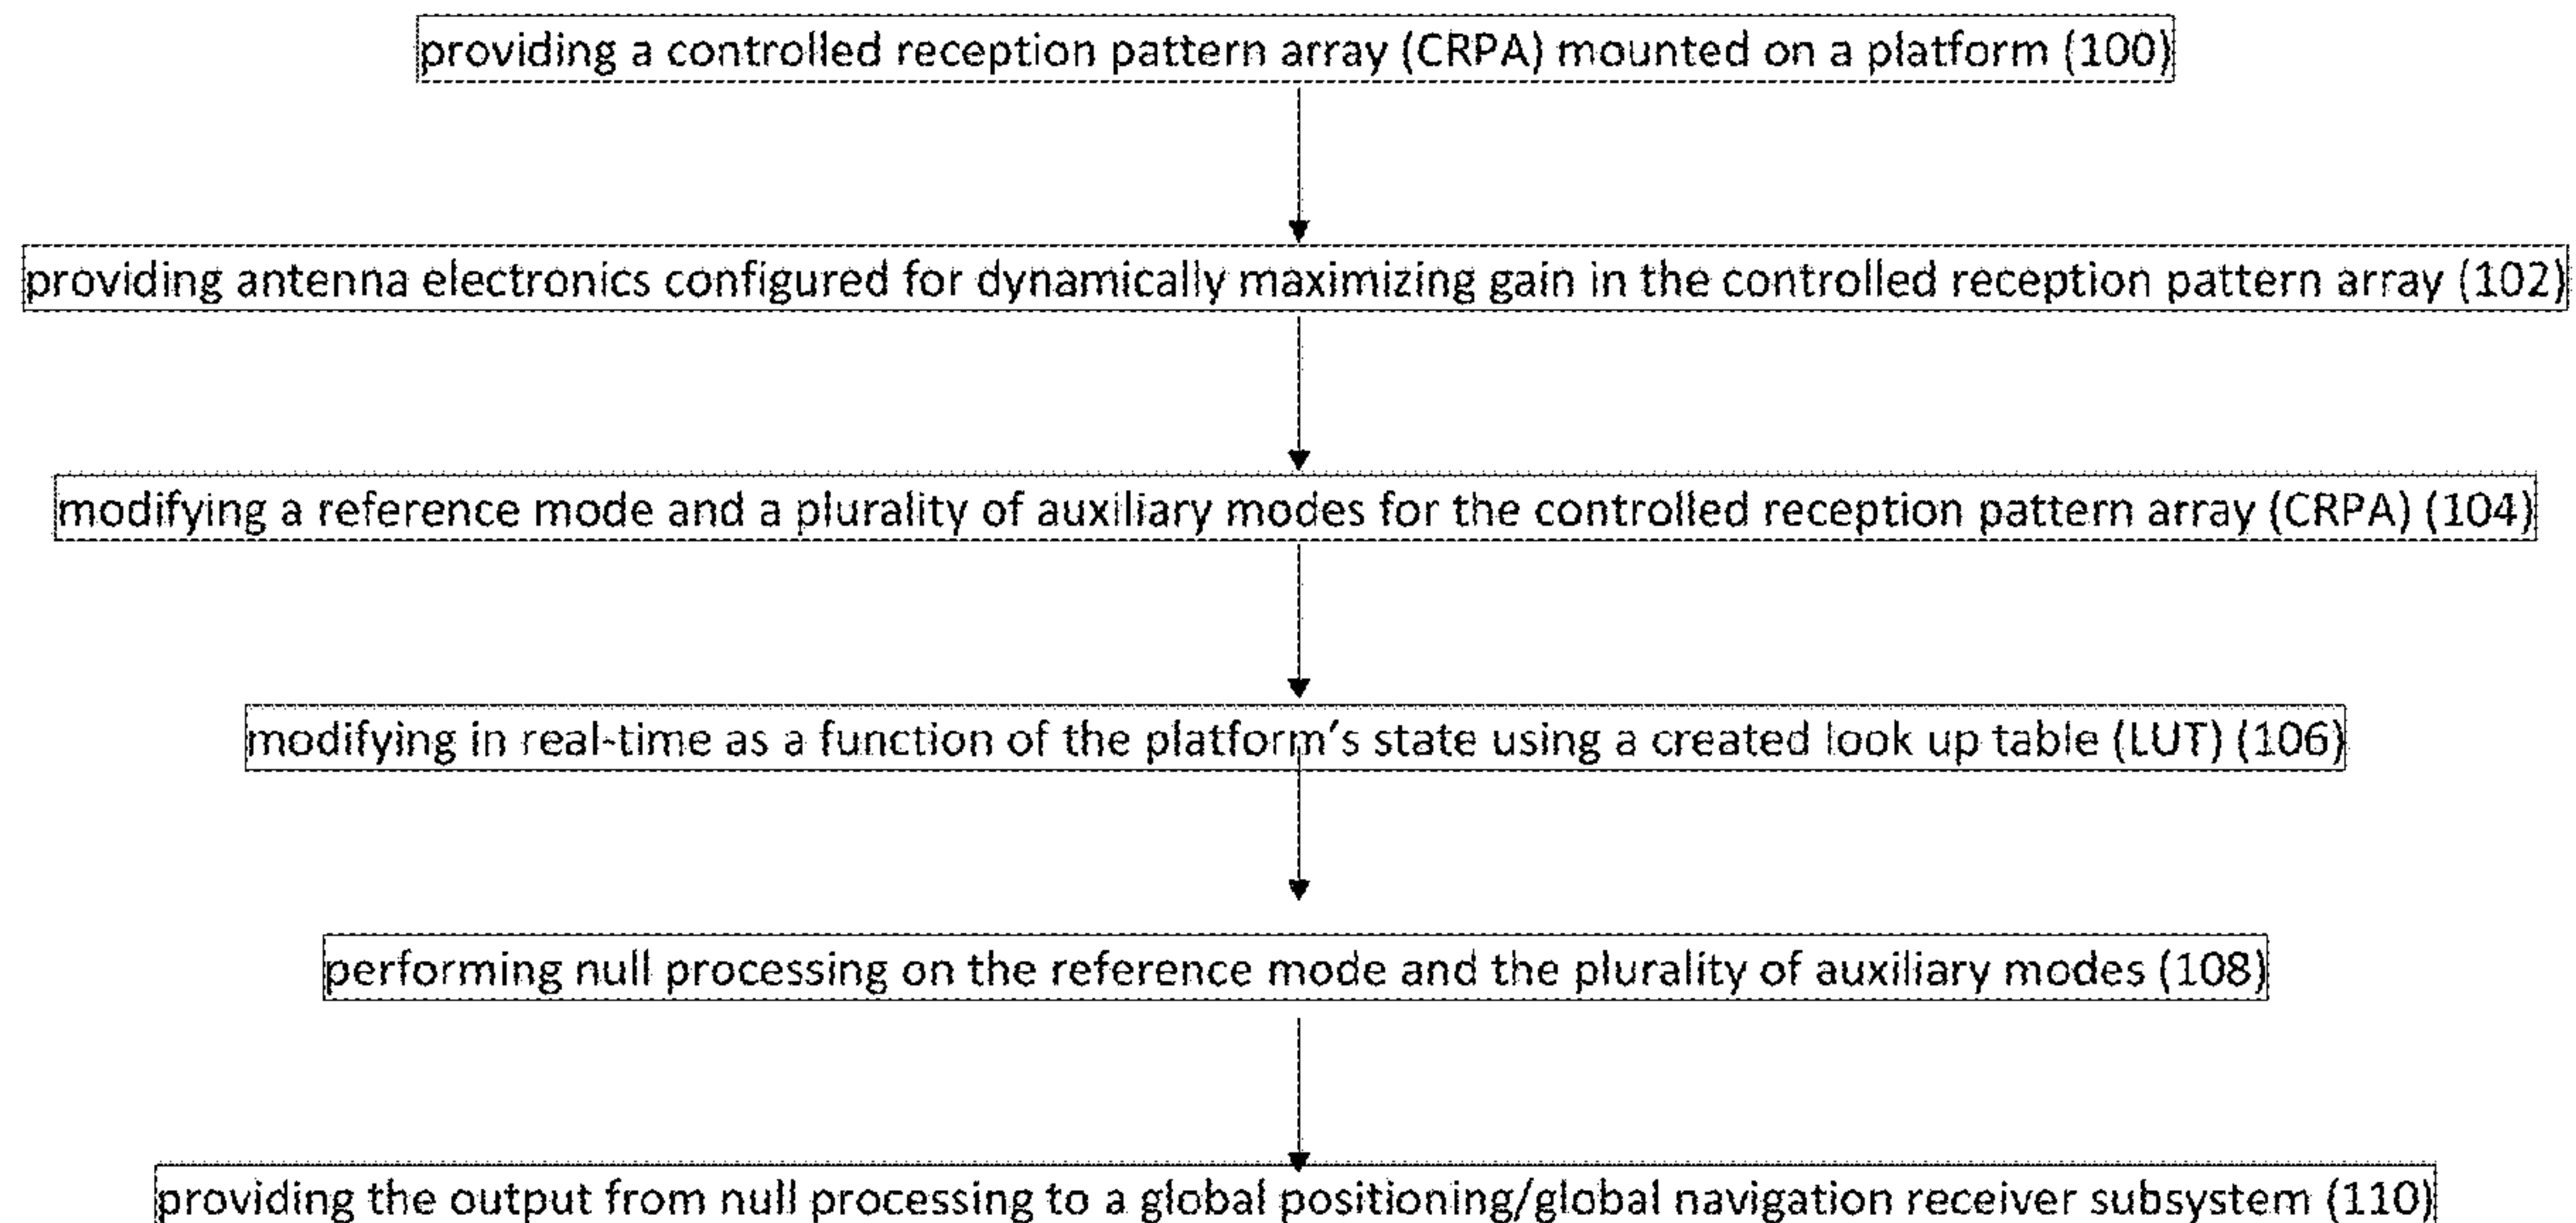 providing a controlled reception pattern array (CRPA) mounted on a platform (100)
providing antenna electronics configured for dynamically maximizing gain in the controlled reception pattern array (102)
modifying a reference mode and a plurality of auxiliary modes for the controlled reception pattern array (CRPA) (104)
modifying in real-time as a function of the platform's state using a created look up table (LUT) (106)
performing null processing on the reference mode and the plurality of auxiliary modes (108)
providing the output from null processing to a global positioning/global navigation receiver subsystem (110)